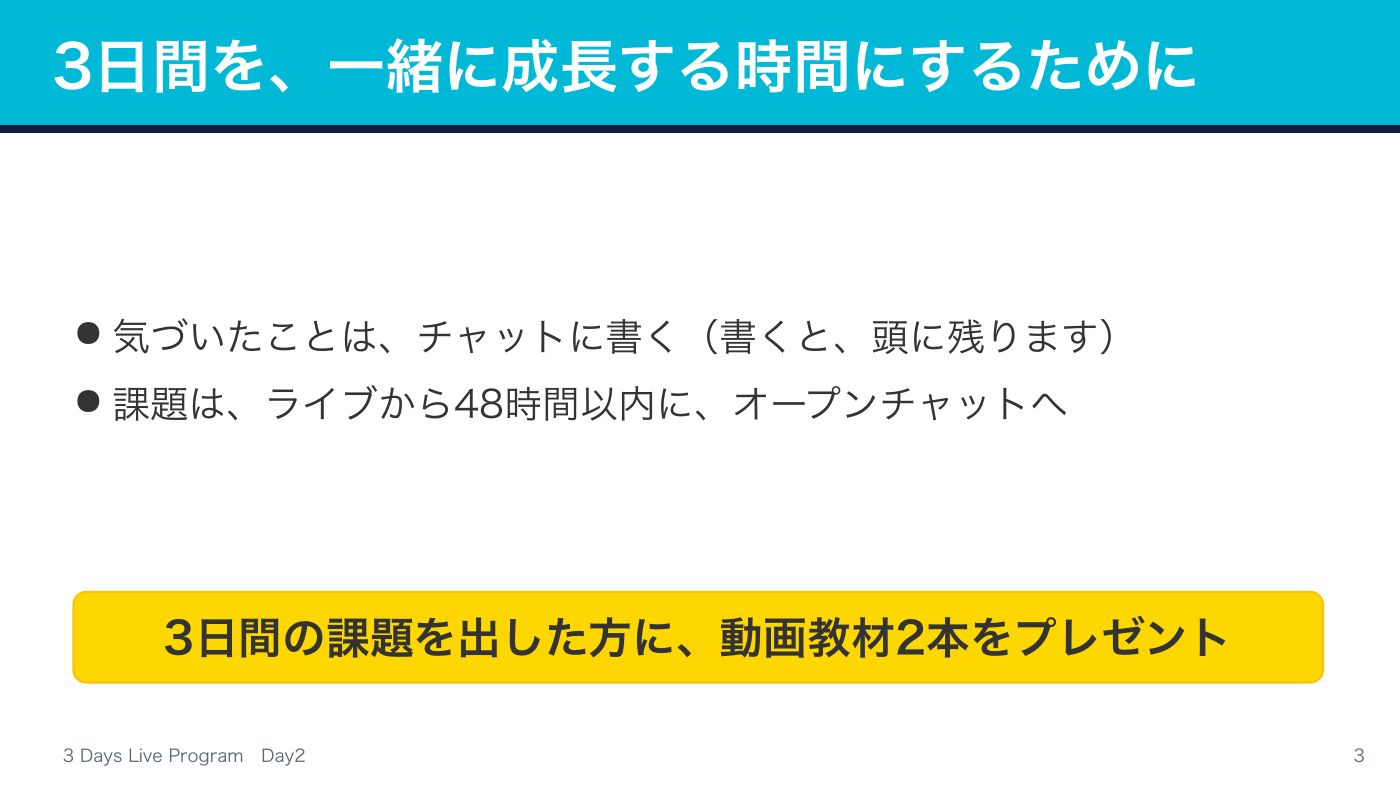 3日間を、一緒に成長する時間にするために
● 気づいたことは、チャットに書く（書くと、頭に残ります）
● 課題は、ライブから48時間以内に、オープンチャットへ
3日間の課題を出した方に、動画教材2本をプレゼント
3 Days Live Program　Day2
3